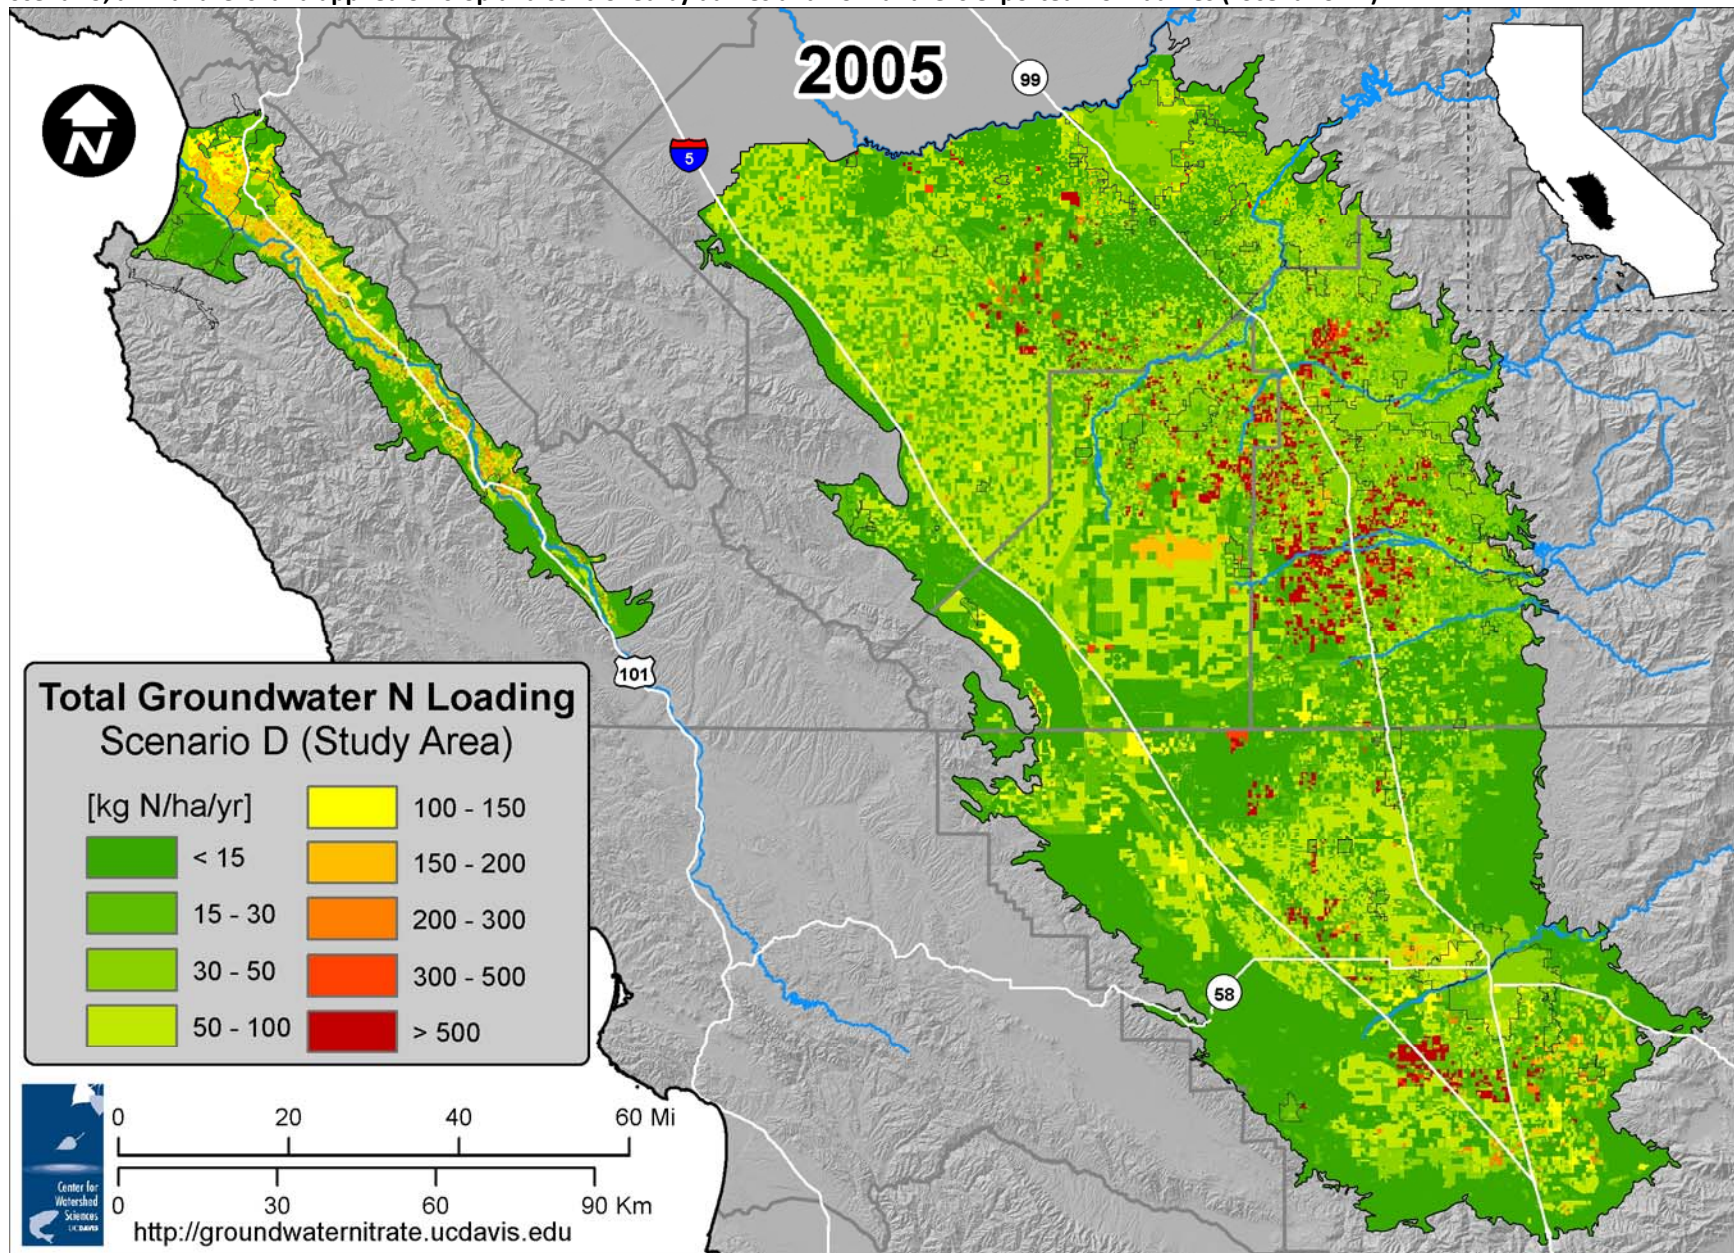 2005
99
5
N
101
58
Total Groundwater N Loading
Scenario D (Study Area)
[kg N/ha/yr]
< 15
15 - 30
30 - 50
50 - 100
100 - 150
150 - 200
200 - 300
300 - 500
> 500
0 20 40 60 Mi
0 30 60 90 Km
Center for
Watershed
Sciences
UC DAVIS
http://groundwaternitrate.ucdavis.edu